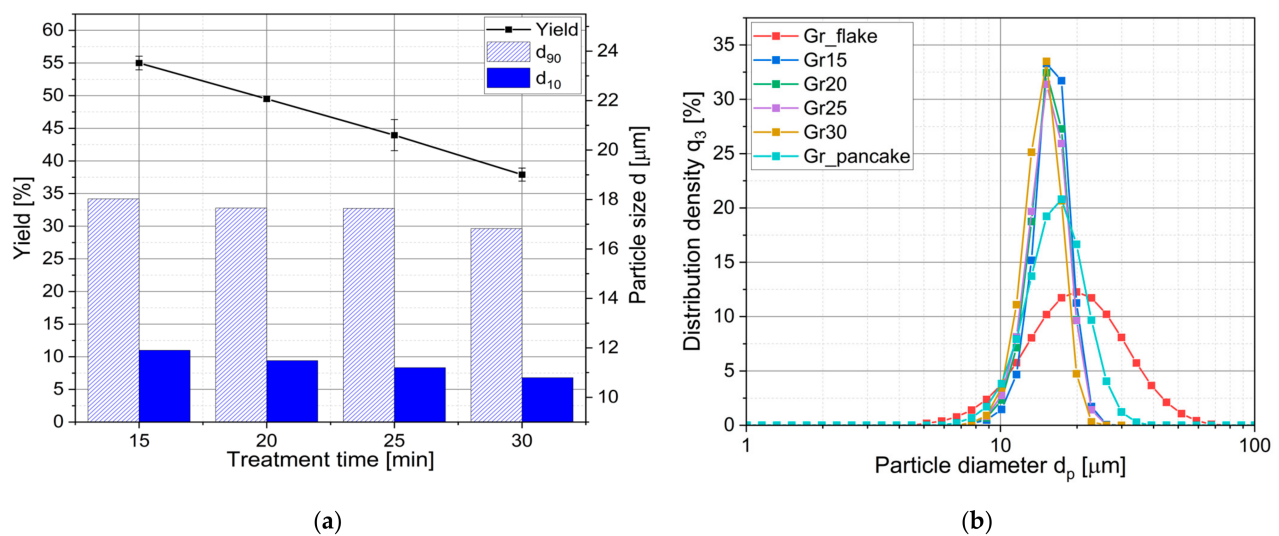 Yield
d90
d10
60
55
50
45
40
35
30
25
20
15
10
5
0
Yield [%]
24
22
20
18
16
14
12
10
Particle size d [μm]
15 20 25 30
Treatment time [min]
(a)
Gr_flake
Gr15
Gr20
Gr25
Gr30
Gr_pancake
35
30
25
20
15
10
5
0
Distribution density q3 [%]
1 10 100
Particle diameter dp [μm]
(b)